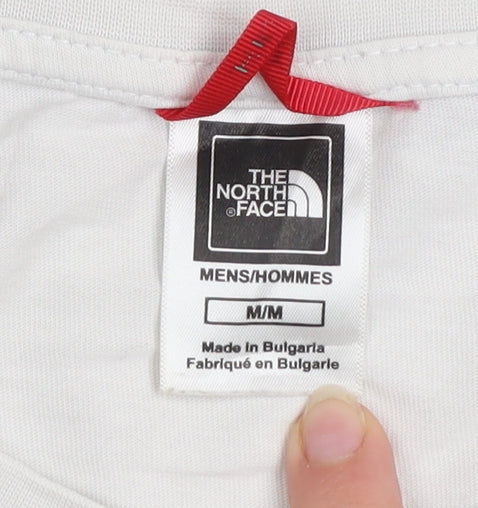 THE
NORTH
®FACE
MENS/HOMMES
M/M
Made in Bulgaria
Fabriqué en Bulgarie